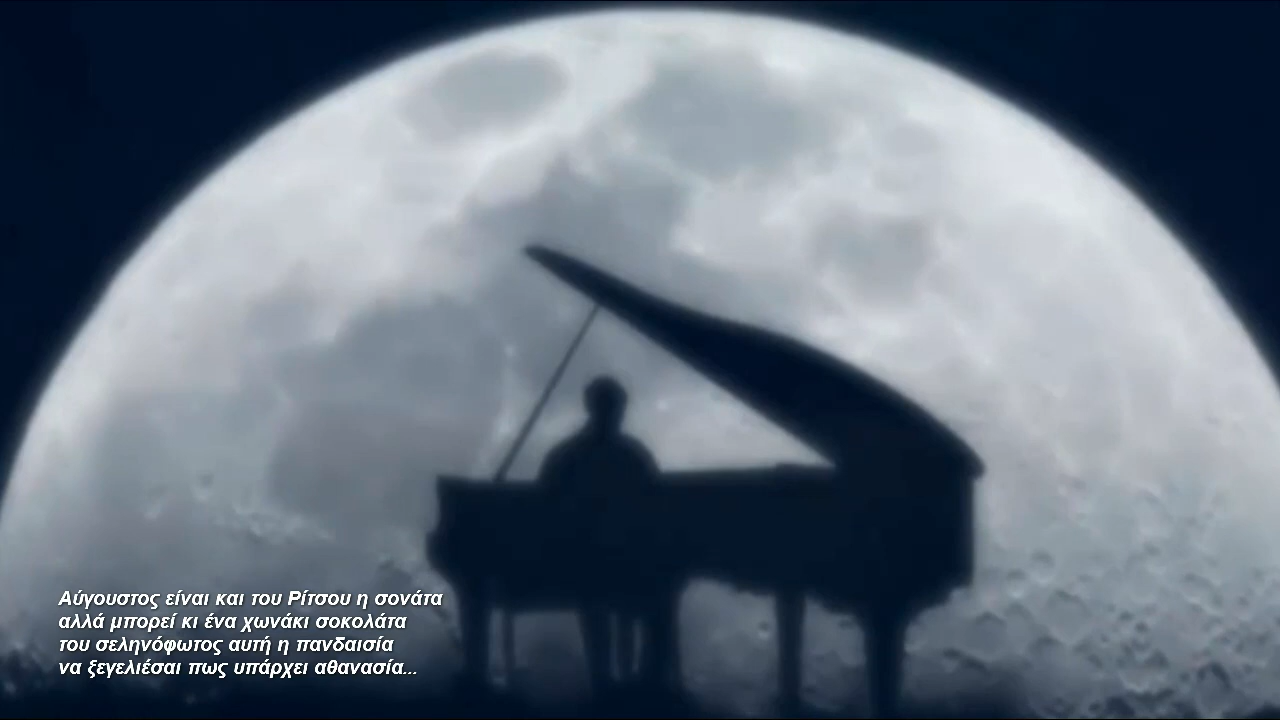 Αύγουστος είναι και του Ρίτσου η σονάτα
αλλά μπορεί κι ένα χωνάκι σοκολάτα
του σεληνόφωτος αυτή η πανδαισία
να ξεγελιέσαι πως υπάρχει αθανασία...